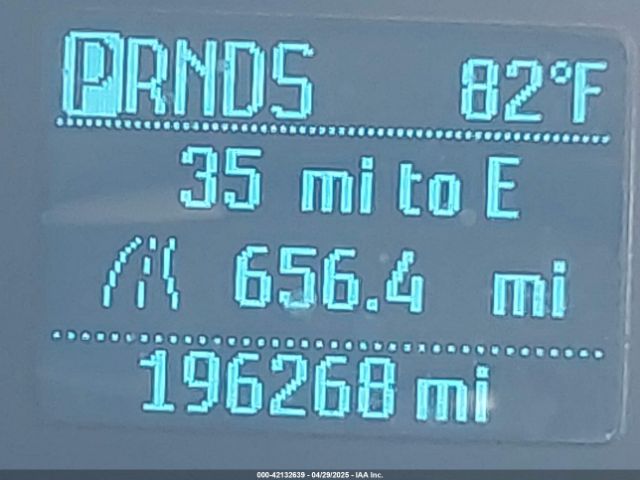 PRNDS 82°F
35 mi to E
656.4 mi
196268 mi
000-42132639 - 04/29/2025 - IAA Inc.